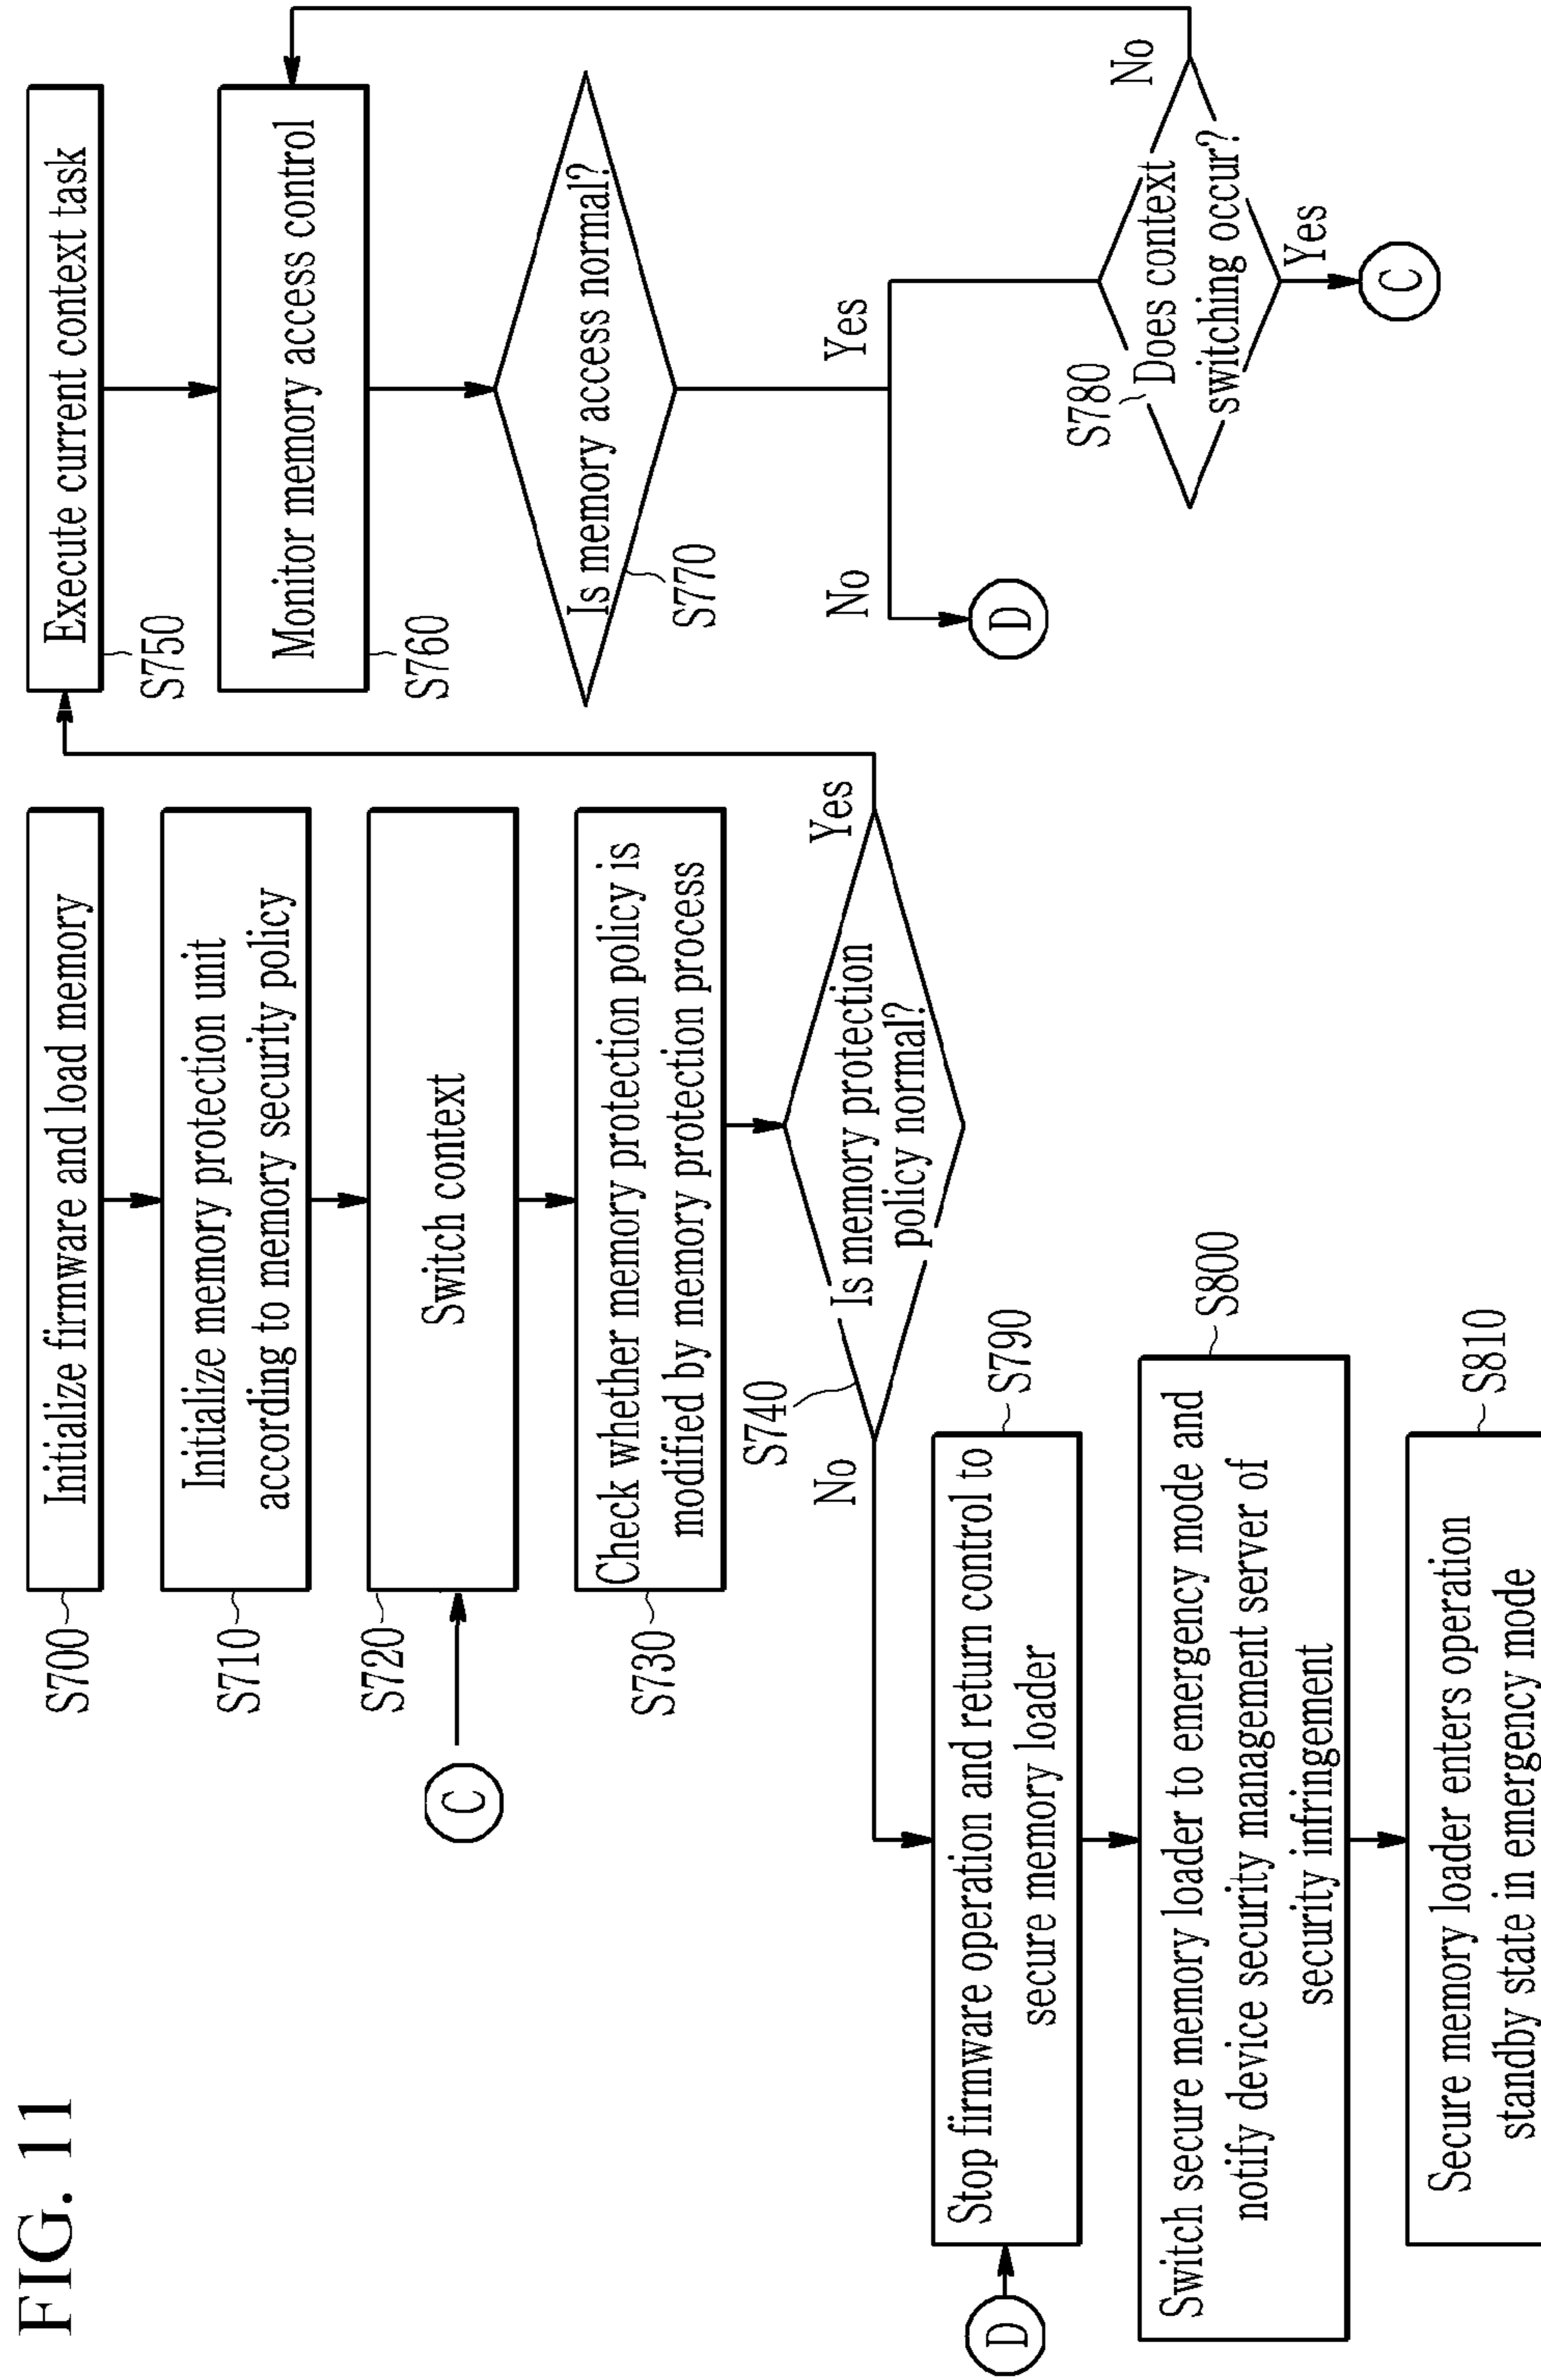 FIG. 11
S700
Initialize firmware and load memory
S710
Initialize memory protection unit
according to memory security policy
C
S720
Switch context
S730
Check whether memory protection policy is
modified by memory protection process
S740
Is memory protection
policy normal?
Yes
No
D
Stop firmware operation and return control to
secure memory loader
S790
Switch secure memory loader to emergency mode and
notify device security management server of
security infringement
S800
Secure memory loader enters operation
standby state in emergency mode
S810
Execute current context task
S750
Monitor memory access control
S760
Is memory access normal?
S770
No
Yes
D
S780
Does context
switching occur?
No
Yes
C